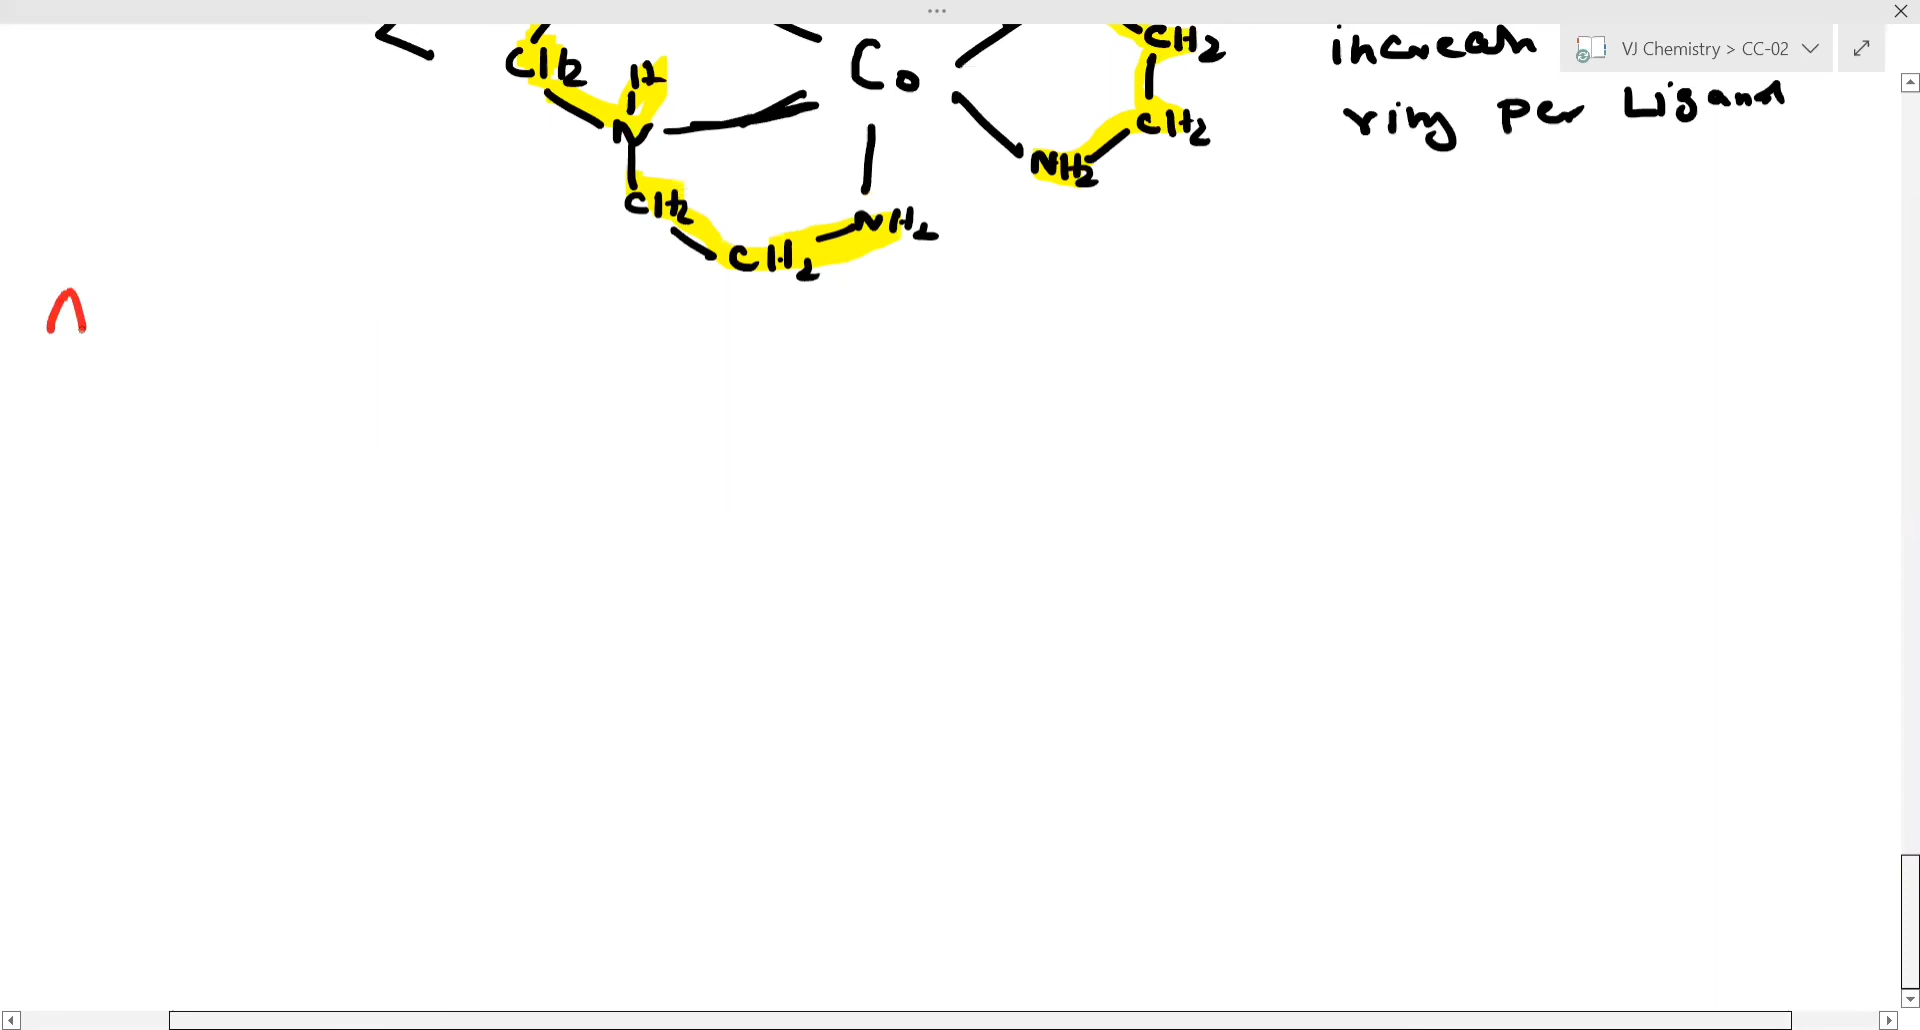 CH2 H Co CH2 increase VJ Chemistry > CC-02
N CH2 ring per Ligand
NH2
CH2 NH2
CH2